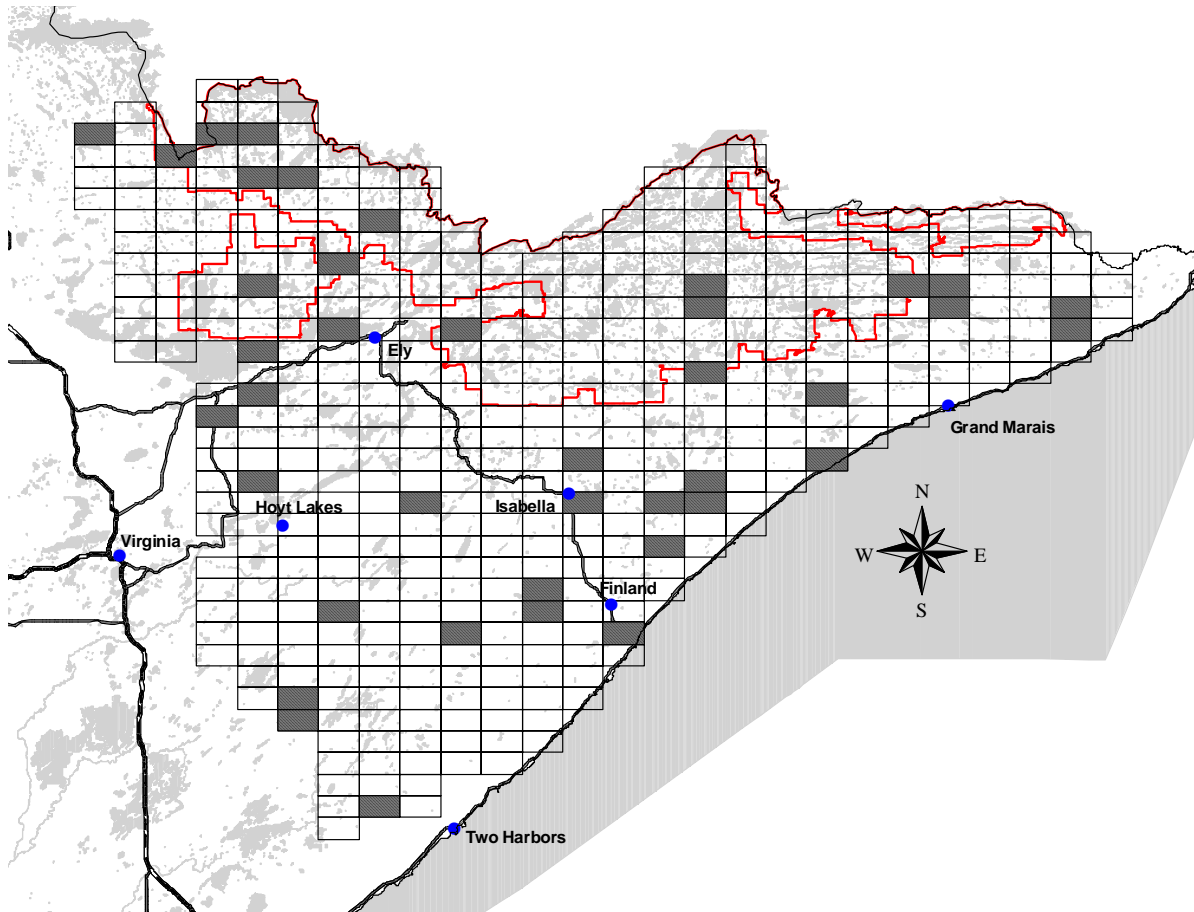 Ely
Grand Marais
Isabella
Hoyt Lakes
Virginia
Finland
Two Harbors
N
W E
S